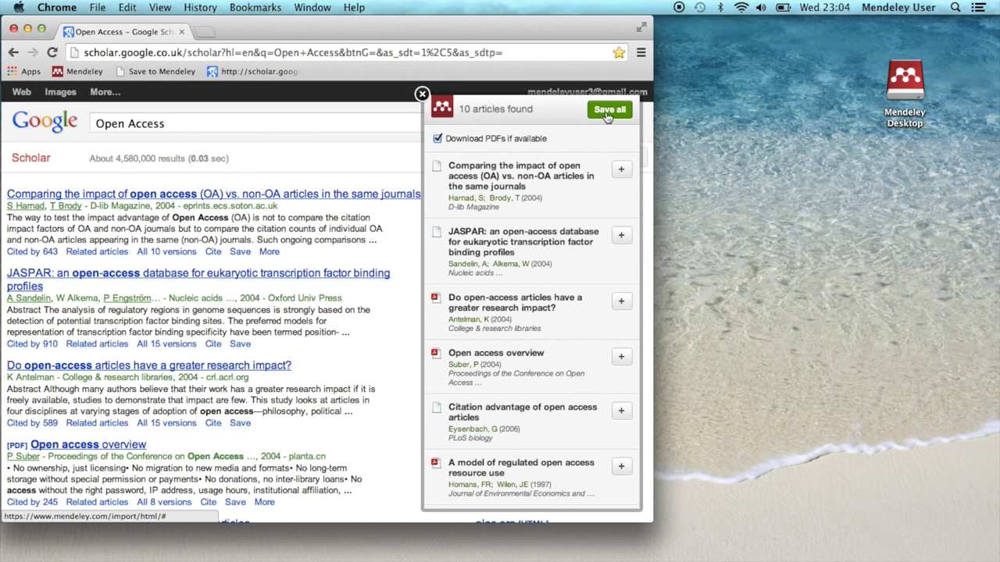 Chrome File Edit View History Bookmarks Window Help Wed 23:04 Mendeley User
Open Access – Google Sch
scholar.google.co.uk/scholar?hl=en&q=Open+Access&btnG=&as_sdt=1%2C5&as_sdtp=
Apps Mendeley Save to Mendeley http://scholar.goog
Web Images More... mendeleyuser3@gmail.com
Google Open Access
Scholar About 4,580,000 results (0.03 sec)
Comparing the impact of open access (OA) vs. non-OA articles in the same journals
S Harnad, T Brody - D-lib Magazine, 2004 - eprints.ecs.soton.ac.uk
The way to test the impact advantage of Open Access (OA) is not to compare the citation
impact factors of OA and non-OA journals but to compare the citation counts of individual OA
and non-OA articles appearing in the same (non-OA) journals. Such ongoing comparisons ...
Cited by 643 Related articles All 10 versions Cite Save More
JASPAR: an open-access database for eukaryotic transcription factor binding
profiles
A Sandelin, W Alkema, P Engström... - Nucleic acids ..., 2004 - Oxford Univ Press
Abstract The analysis of regulatory regions in genome sequences is strongly based on the
detection of potential transcription factor binding sites. The preferred models for
representation of transcription factor binding specificity have been termed position- ...
Cited by 910 Related articles All 15 versions Cite Save
Do open-access articles have a greater research impact?
K Antelman - College & research libraries, 2004 - crl.acrl.org
Abstract Although many authors believe that their work has a greater research impact if it is
freely available, studies to demonstrate that impact are few. This study looks at articles in
four disciplines at varying stages of adoption of open access—philosophy, political ...
Cited by 589 Related articles All 15 versions Cite Save
[PDF] Open access overview
P Suber - Proceedings of the Conference on Open Access ..., 2004 - planta.cn
• No ownership, just licensing• No migration to new media and formats• No long-term
storage without special permission or payments• No donations, no inter-library loans• No
access without the right password, IP address, usage hours, institutional affiliation, ...
Cited by 245 Related articles All 8 versions Cite Save More
https://www.mendeley.com/import/html/#
10 articles found Save all
Download PDFs if available
Comparing the impact of open
access (OA) vs. non-OA articles in
the same journals
Harnad, S; Brody, T (2004)
D-lib Magazine
JASPAR: an open-access database
for eukaryotic transcription factor
binding profiles
Sandelin, A; Alkema, W (2004)
Nucleic acids ...
Do open-access articles have a
greater research impact?
Antelman, K (2004)
College & research libraries
Open access overview
Suber, P (2004)
Proceedings of the Conference on Open
Access ...
Citation advantage of open access
articles
Eysenbach, G (2006)
PLoS biology
A model of regulated open access
resource use
Homans, FR; Wilen, JE (1997)
Journal of Environmental Economics and ...
Mendeley
Desktop